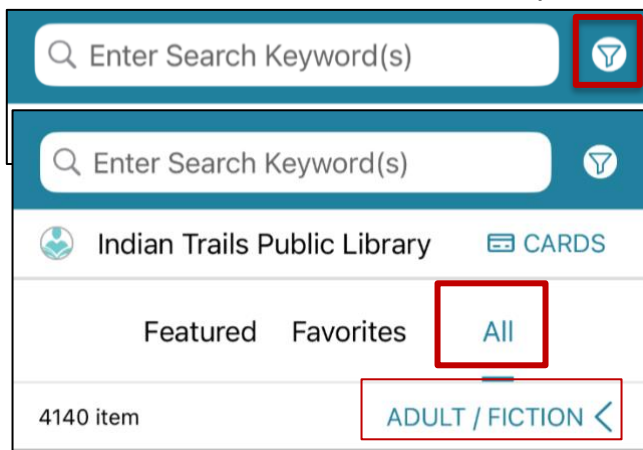 Enter Search Keyword(s)
Enter Search Keyword(s)
Indian Trails Public Library CARDS
Featured Favorites All
4140 item ADULT / FICTION <